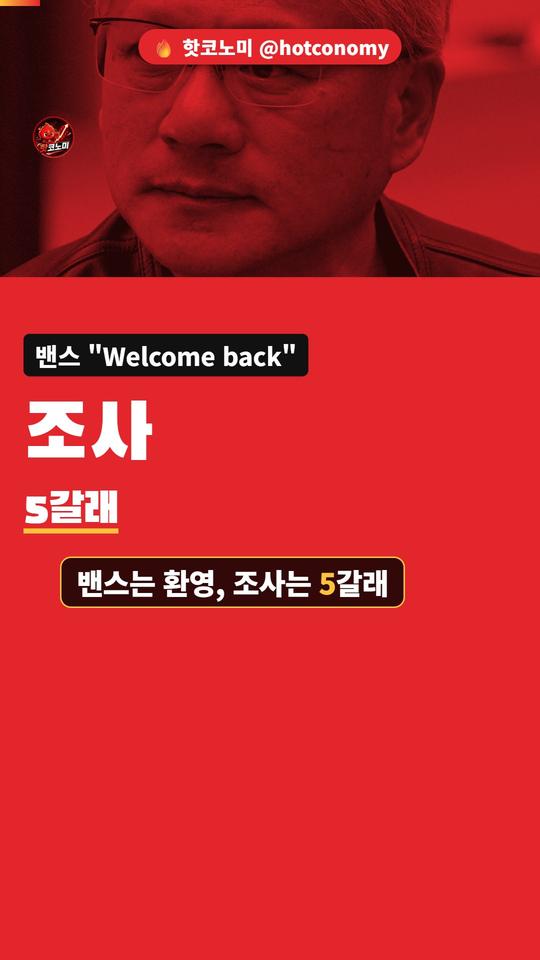 핫코노미 @hotconomy
핫코노미
밴스 "Welcome back"
조사
5갈래
밴스는 환영, 조사는 5갈래